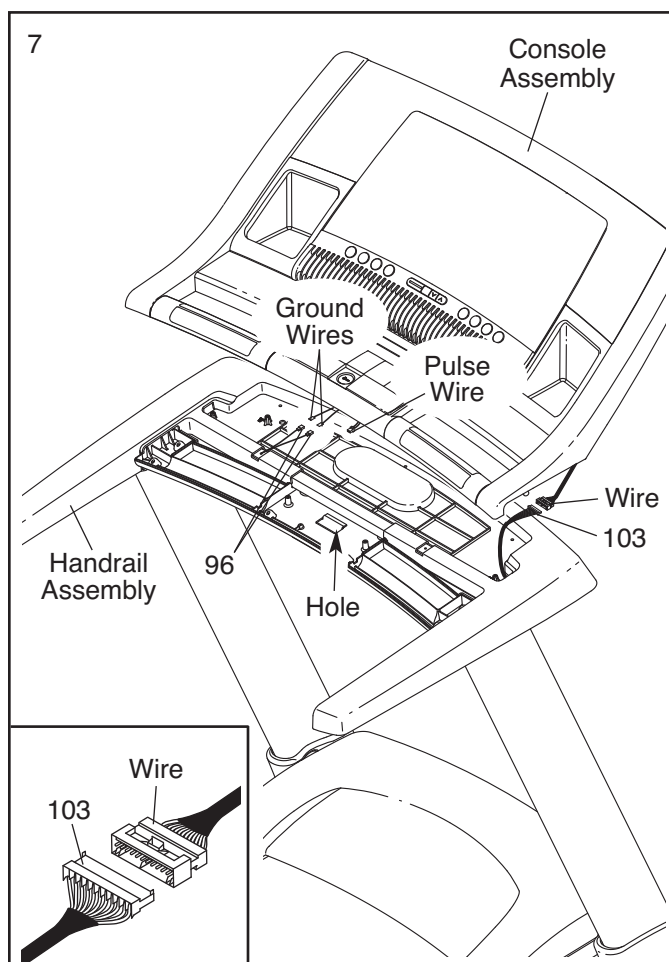 7
Console
Assembly
Ground
Wires
Pulse
Wire
Wire
103
96
Handrail
Assembly
Hole
Wire
103